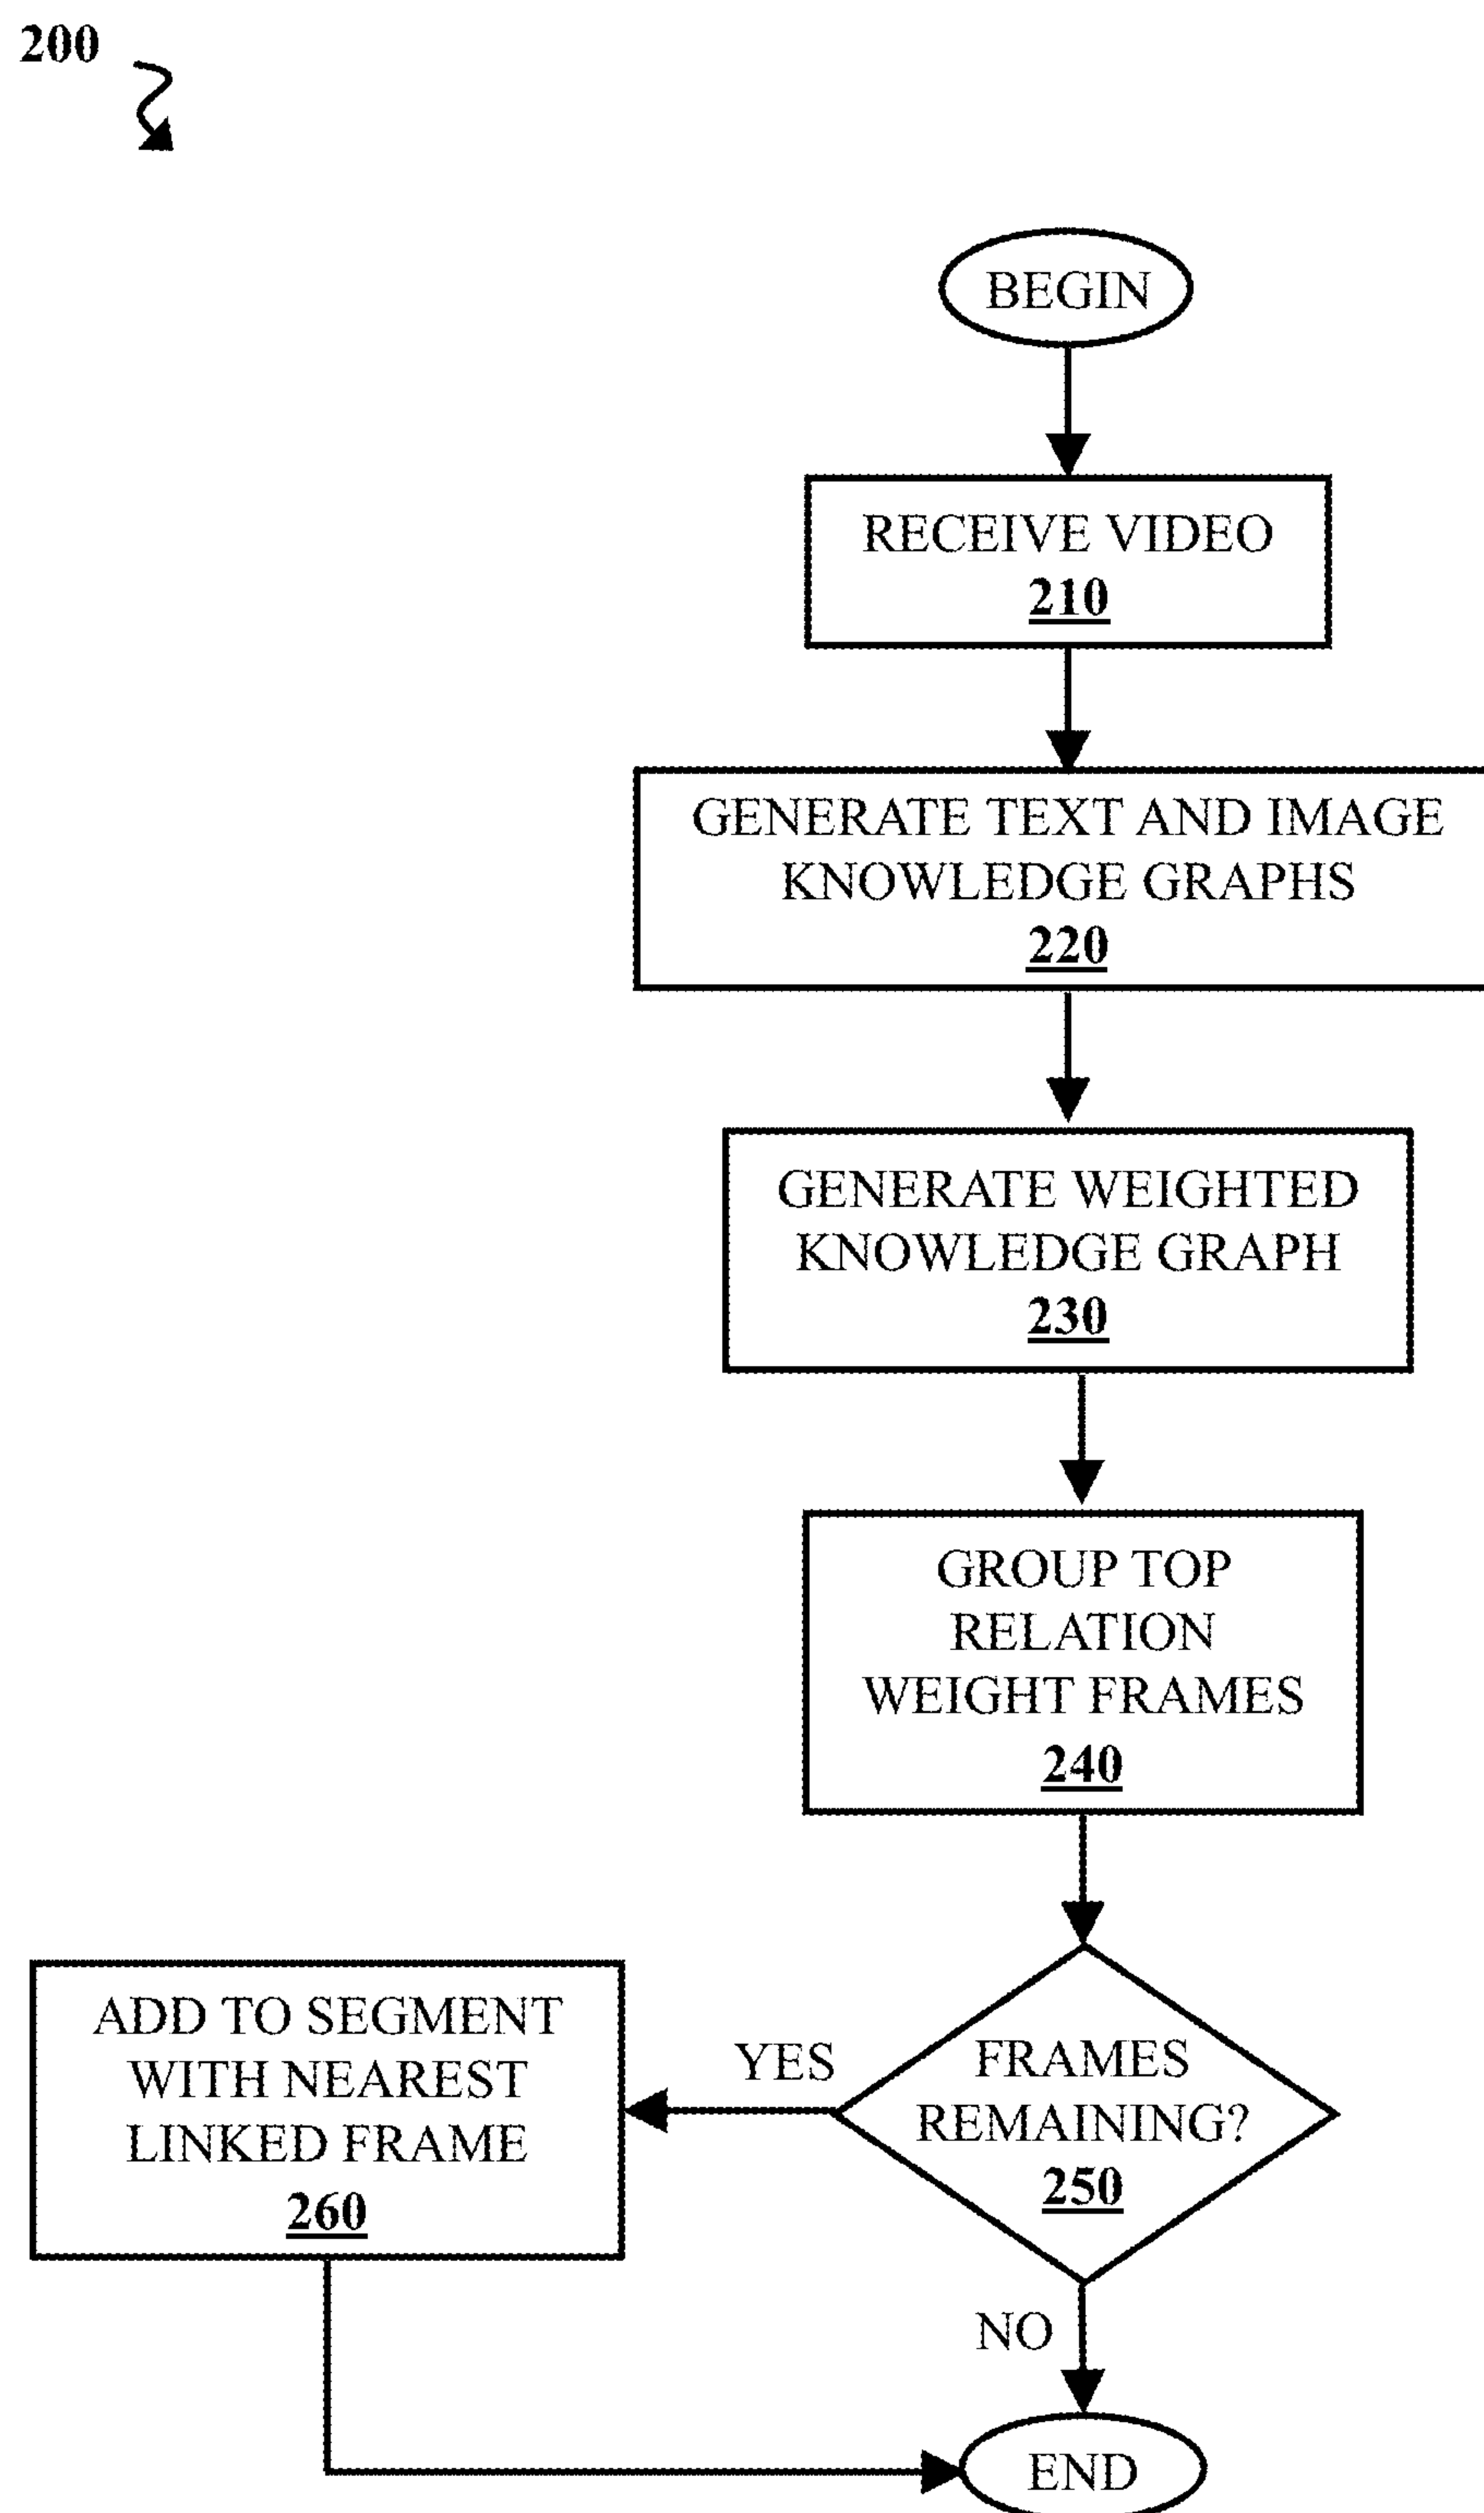 200
BEGIN
RECEIVE VIDEO
210
GENERATE TEXT AND IMAGE
KNOWLEDGE GRAPHS
220
GENERATE WEIGHTED
KNOWLEDGE GRAPH
230
GROUP TOP
RELATION
WEIGHT FRAMES
240
FRAMES
REMAINING?
250
YES
ADD TO SEGMENT
WITH NEAREST
LINKED FRAME
260
NO
END